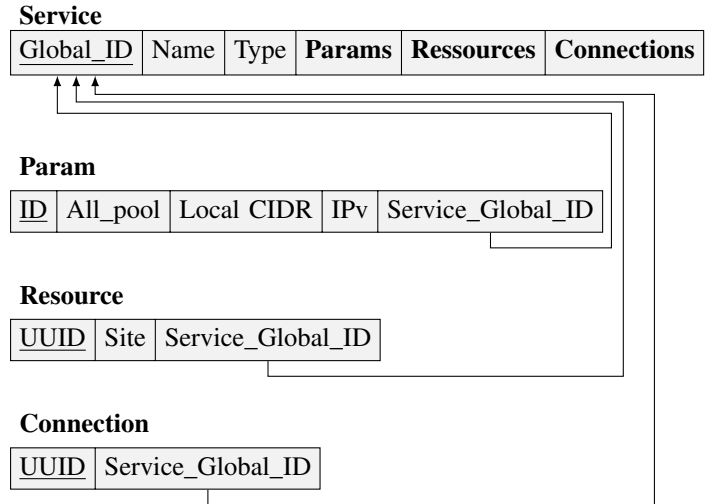 Service
Global_ID Name Type Params Ressources Connections
Param
ID All_pool Local CIDR IPv Service_Global_ID
Resource
UUID Site Service_Global_ID
Connection
UUID Service_Global_ID